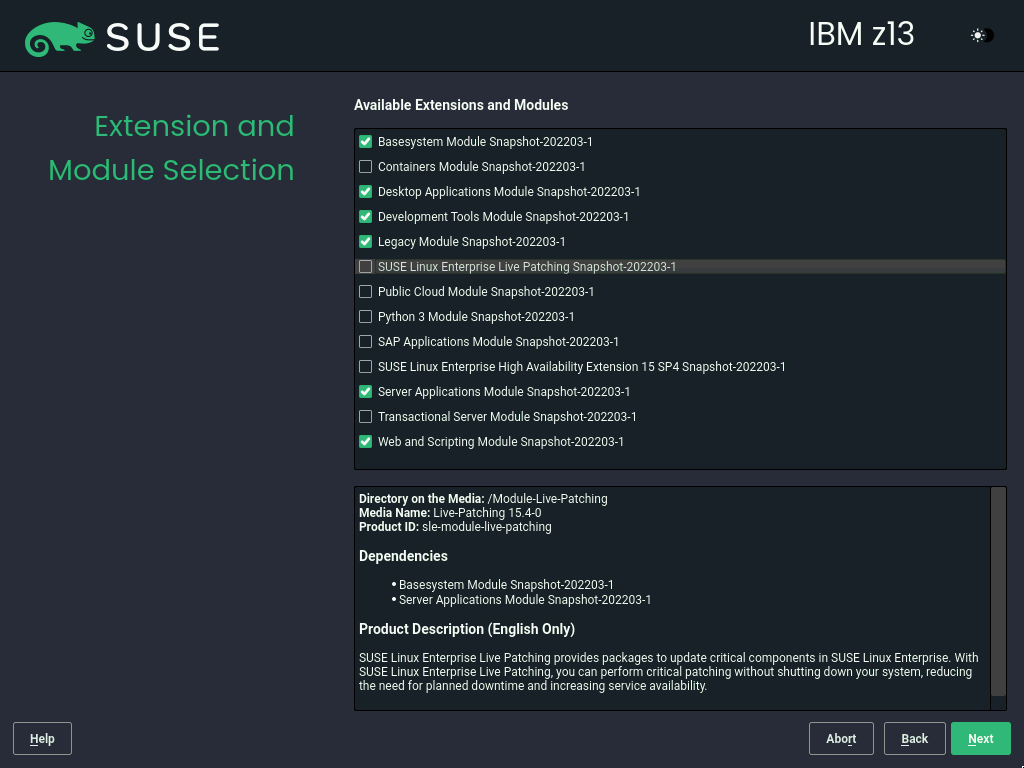 SUSE
IBM z13
Extension and
Module Selection
Available Extensions and Modules
Basesystem Module Snapshot-202203-1
Containers Module Snapshot-202203-1
Desktop Applications Module Snapshot-202203-1
Development Tools Module Snapshot-202203-1
Legacy Module Snapshot-202203-1
SUSE Linux Enterprise Live Patching Snapshot-202203-1
Public Cloud Module Snapshot-202203-1
Python 3 Module Snapshot-202203-1
SAP Applications Module Snapshot-202203-1
SUSE Linux Enterprise High Availability Extension 15 SP4 Snapshot-202203-1
Server Applications Module Snapshot-202203-1
Transactional Server Module Snapshot-202203-1
Web and Scripting Module Snapshot-202203-1
Directory on the Media: /Module-Live-Patching
Media Name: Live-Patching 15.4-0
Product ID: sle-module-live-patching
Dependencies
• Basesystem Module Snapshot-202203-1
• Server Applications Module Snapshot-202203-1
Product Description (English Only)
SUSE Linux Enterprise Live Patching provides packages to update critical components in SUSE Linux Enterprise. With
SUSE Linux Enterprise Live Patching, you can perform critical patching without shutting down your system, reducing
the need for planned downtime and increasing service availability.
Help
Abort
Back
Next